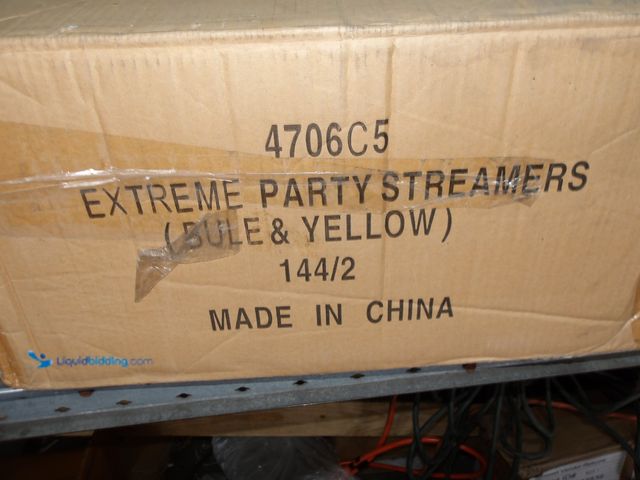 4706C5
EXTREME PARTY STREAMERS
(BULE & YELLOW)
144/2
MADE IN CHINA
Liquidbidding.com